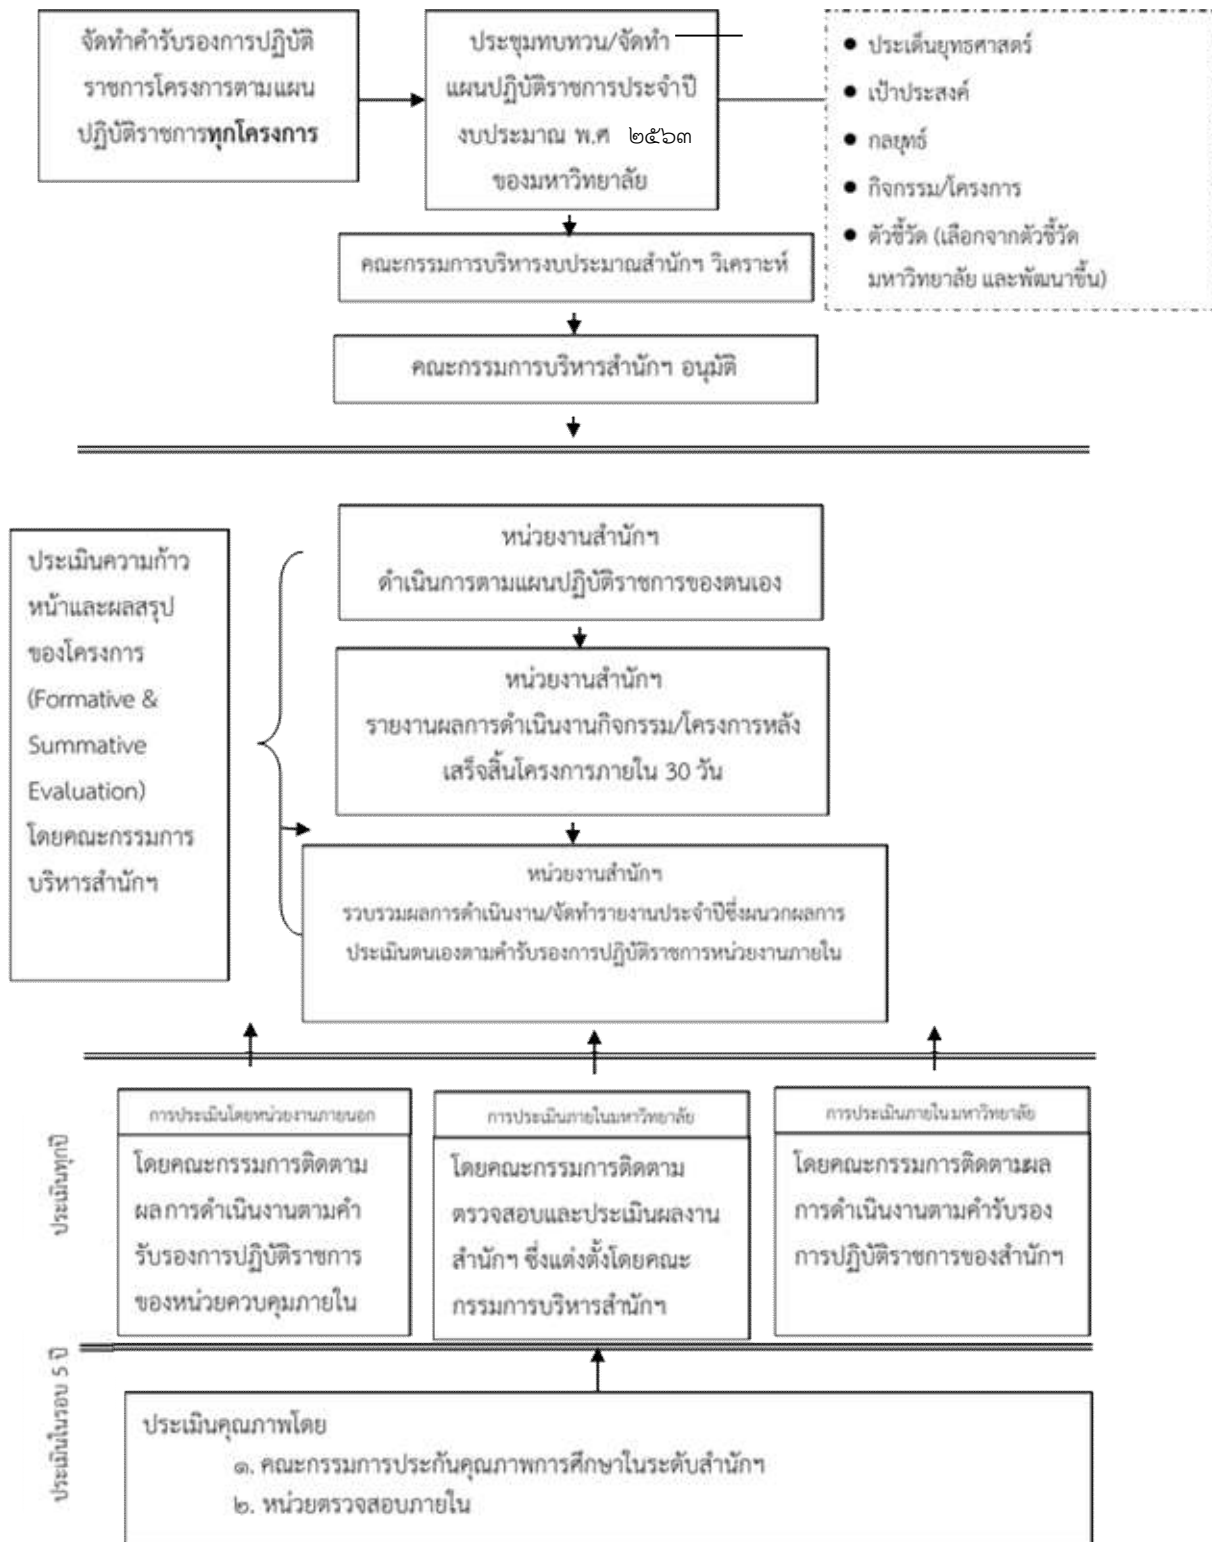 จัดทำคำรับรองการปฏิบัติ
ราชการโครงการตามแผน
ปฏิบัติราชการทุกโครงการ
ประชุมทบทวน/จัดทำ
แผนปฏิบัติราชการประจำปี
งบประมาณ พ.ศ ๒๕๖๓
ของมหาวิทยาลัย
● ประเด็นยุทธศาสตร์
● เป้าประสงค์
● กลยุทธ์
● กิจกรรม/โครงการ
● ตัวชี้วัด (เลือกจากตัวชี้วัด
มหาวิทยาลัย และพัฒนาขึ้น)
คณะกรรมการบริหารงบประมาณสำนักฯ วิเคราะห์
คณะกรรมการบริหารสำนักฯ อนุมัติ
ประเมินความก้าว
หน้าและผลสรุป
ของโครงการ
(Formative &
Summative
Evaluation)
โดยคณะกรรมการ
บริหารสำนักฯ
หน่วยงานสำนักฯ
ดำเนินการตามแผนปฏิบัติราชการของตนเอง
หน่วยงานสำนักฯ
รายงานผลการดำเนินงานกิจกรรม/โครงการหลัง
เสร็จสิ้นโครงการภายใน 30 วัน
หน่วยงานสำนักฯ
รวบรวมผลการดำเนินงาน/จัดทำรายงานประจำปีซึ่งผนวกผลการ
ประเมินตนเองตามคำรับรองการปฏิบัติราชการหน่วยงานภายใน
ประเมินทุกปี
การประเมินโดยหน่วยงานภายนอก
โดยคณะกรรมการติดตาม
ผลการดำเนินงานตามคำ
รับรองการปฏิบัติราชการ
ของหน่วยควบคุมภายใน
การประเมินภายในมหาวิทยาลัย
โดยคณะกรรมการติดตาม
ตรวจสอบและประเมินผลงาน
สำนักฯ ซึ่งแต่งตั้งโดยคณะ
กรรมการบริหารสำนักฯ
การประเมินภายในมหาวิทยาลัย
โดยคณะกรรมการติดตามผล
การดำเนินงานตามคำรับรอง
การปฏิบัติราชการของสำนักฯ
ประเมินในรอบ 5 ปี
ประเมินคุณภาพโดย
๑. คณะกรรมการประกันคุณภาพการศึกษาในระดับสำนักฯ
๒. หน่วยตรวจสอบภายใน